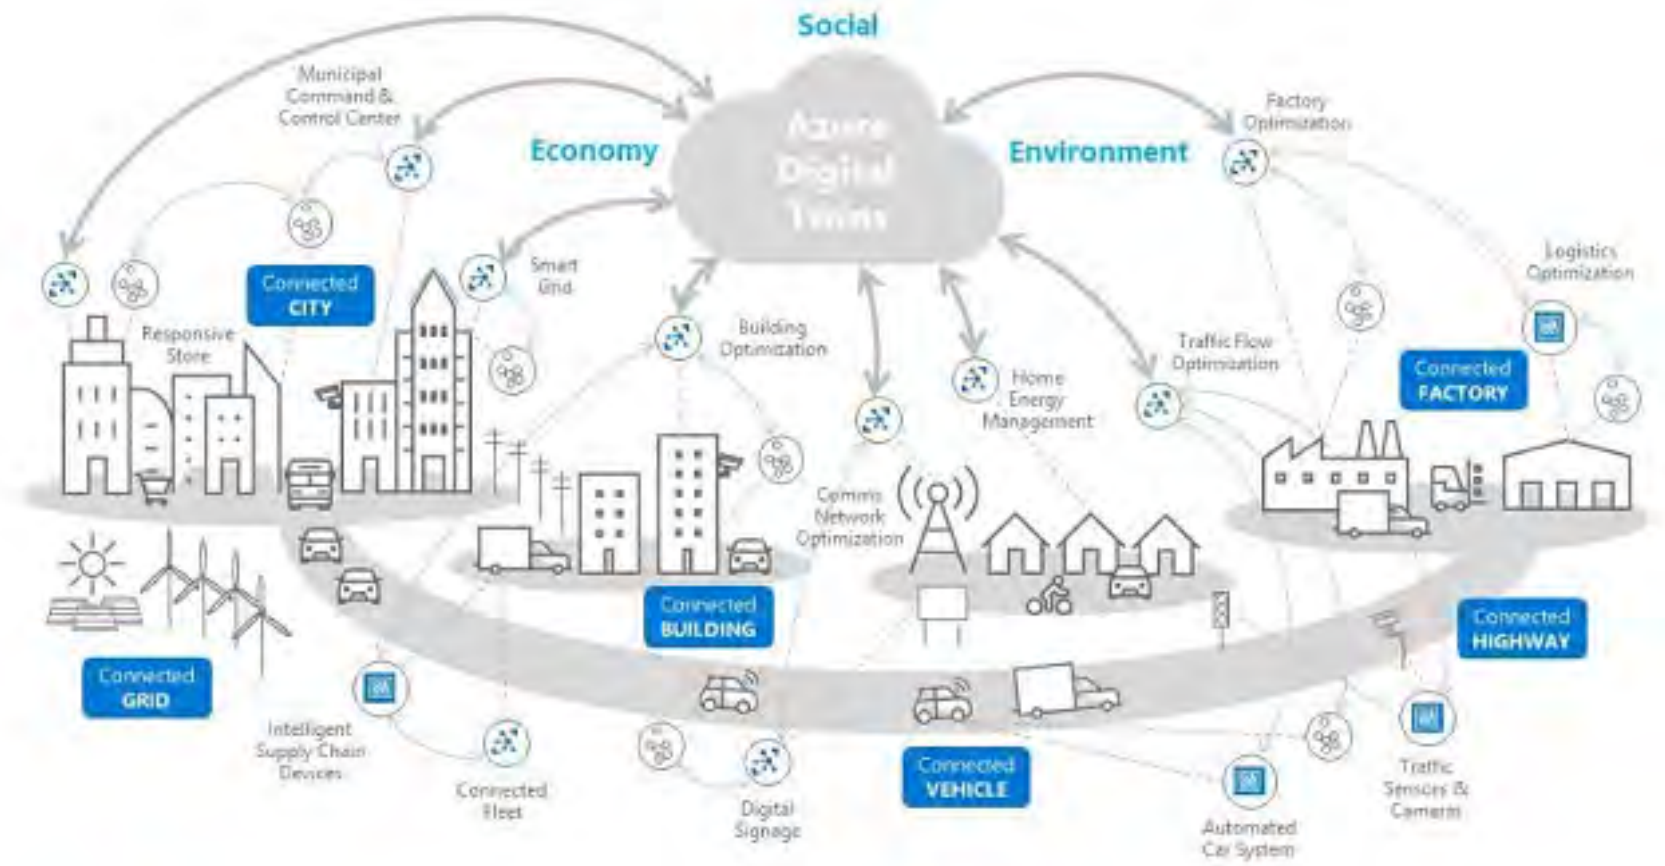 Social
Municipal
Command &
Control Center
Economy
Azure
Digital
Twins
Environment
Factory
Optimization
Connected
CITY
Smart
Grid
Responsive
Store
Building
Optimization
Home
Energy
Management
Traffic Flow
Optimization
Logistics
Optimization
Connected
FACTORY
Comms
Network
Optimization
Connected
BUILDING
Connected
HIGHWAY
Connected
GRID
Intelligent
Supply Chain
Devices
Connected
Fleet
Digital
Signage
Connected
VEHICLE
Automated
Car System
Traffic
Sensors &
Cameras